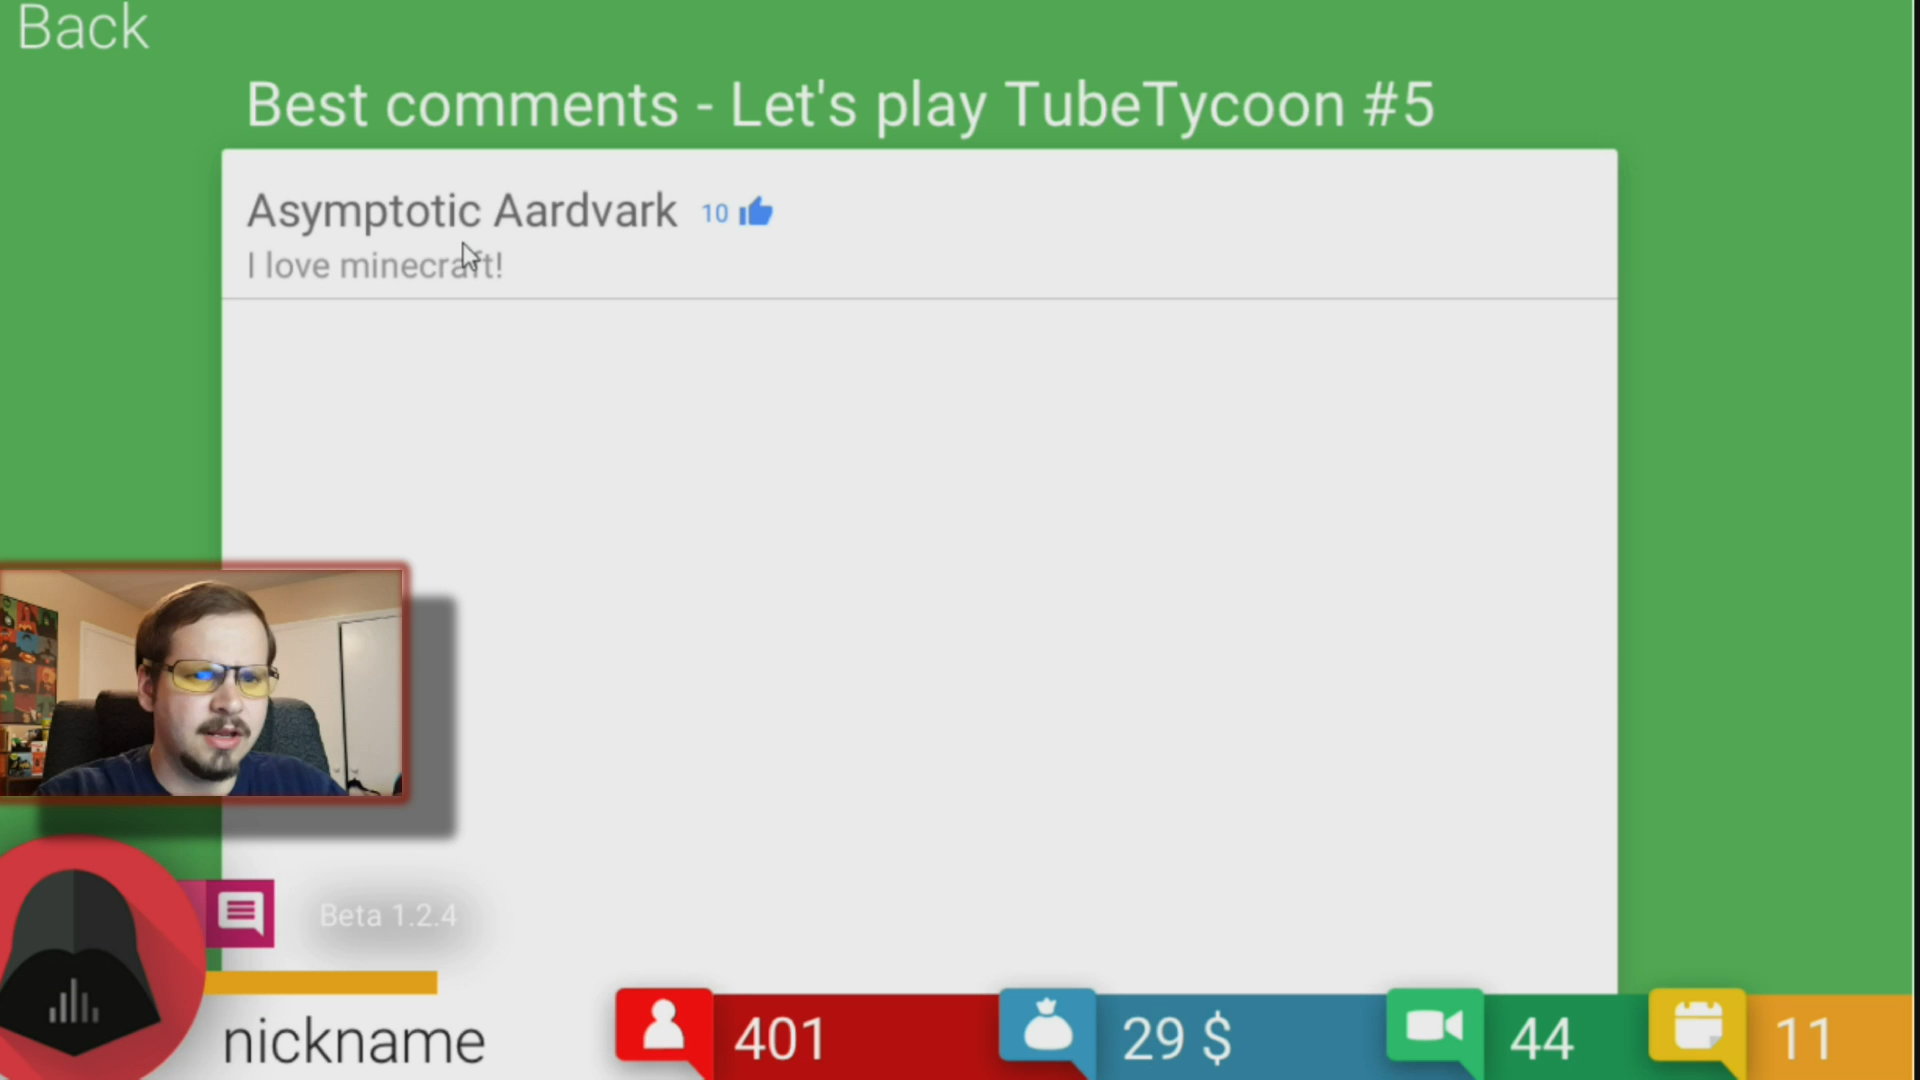 Back
Best comments - Let's play TubeTycoon #5
Asymptotic Aardvark 10
I love minecraft!
Beta 1.2.4
nickname
401
29 $
44
11